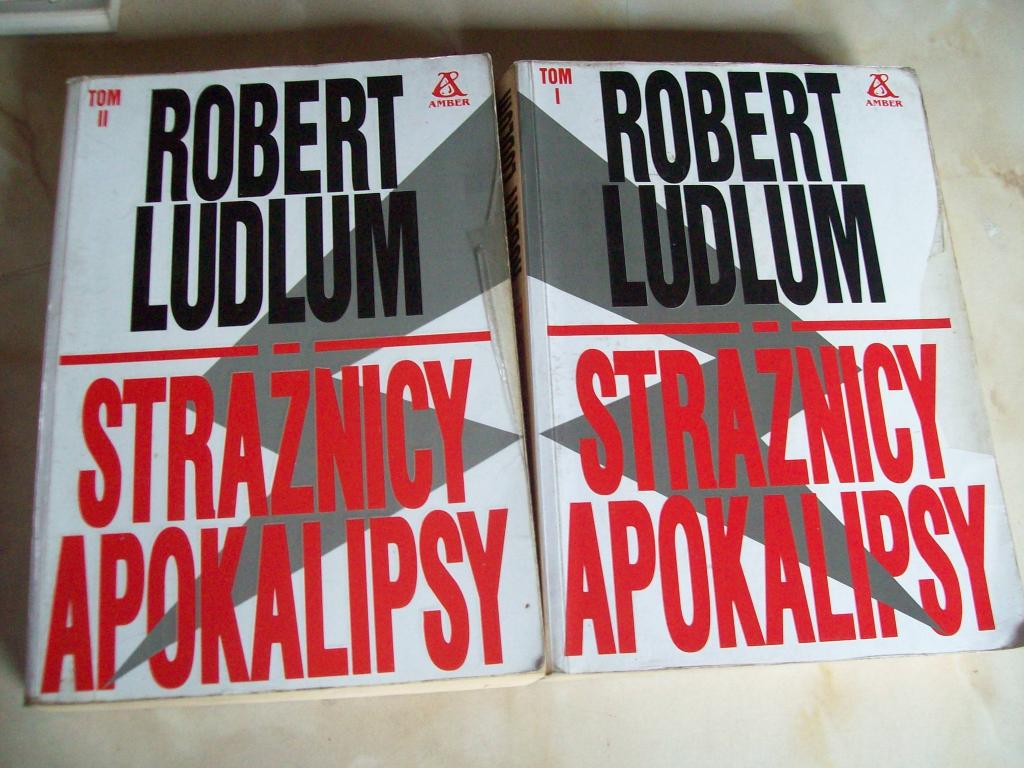 TOM
II
AMBER
ROBERT
LUDLUM
STRAŻNICY
APOKALIPSY
TOM
I
AMBER
ROBERT
LUDLUM
STRAŻNICY
APOKALIPSY